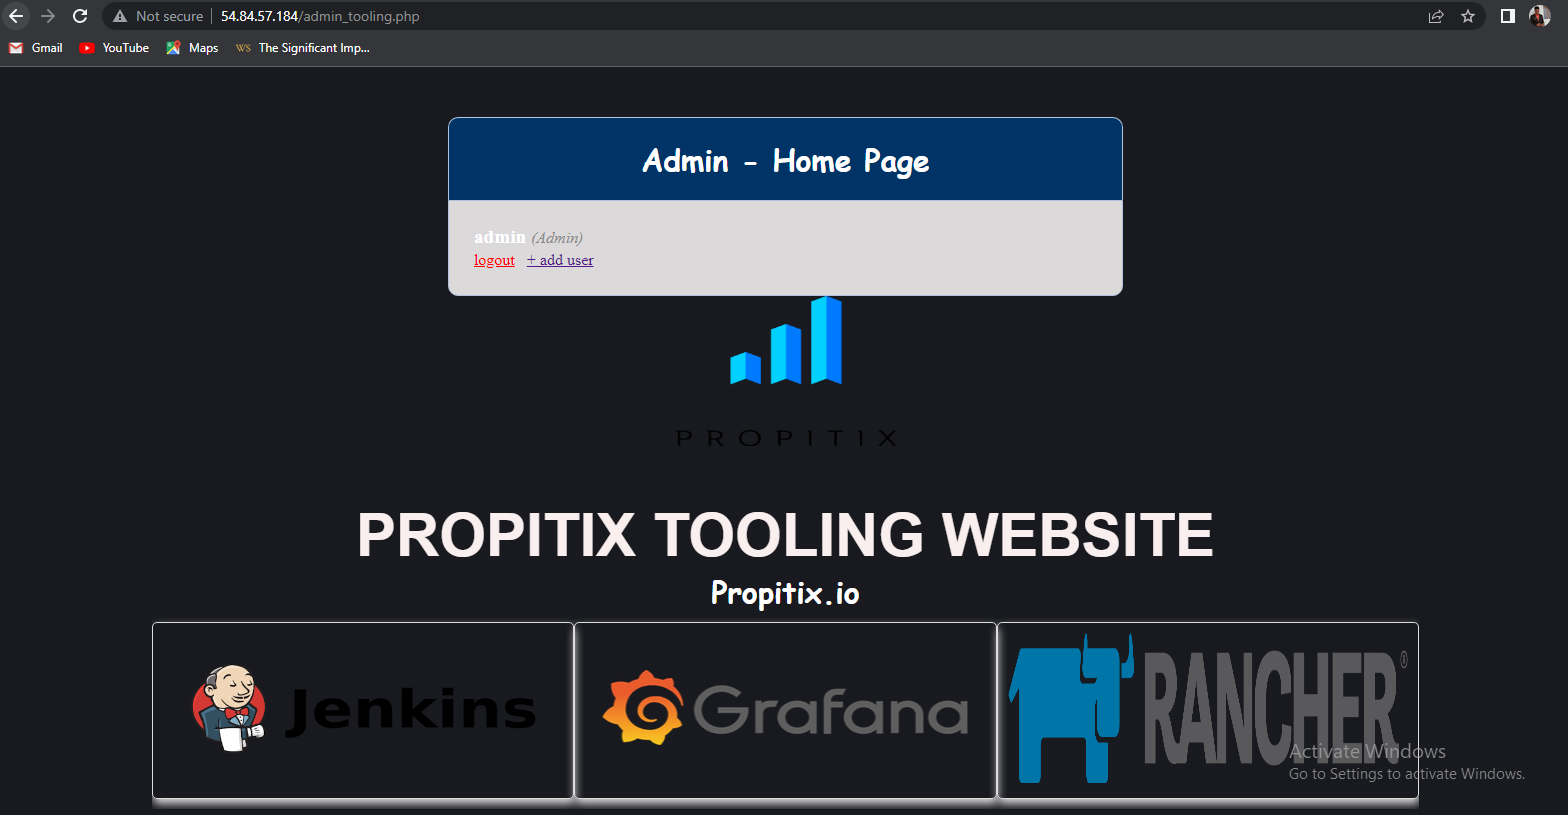 Not secure 54.84.57.184/admin_tooling.php
Gmail YouTube Maps WS The Significant Imp...
Admin - Home Page
admin (Admin)
logout + add user
PROPITIX
PROPITIX TOOLING WEBSITE
Propitix.io
Jenkins Grafana RANCHER®
Activate Windows
Go to Settings to activate Windows.